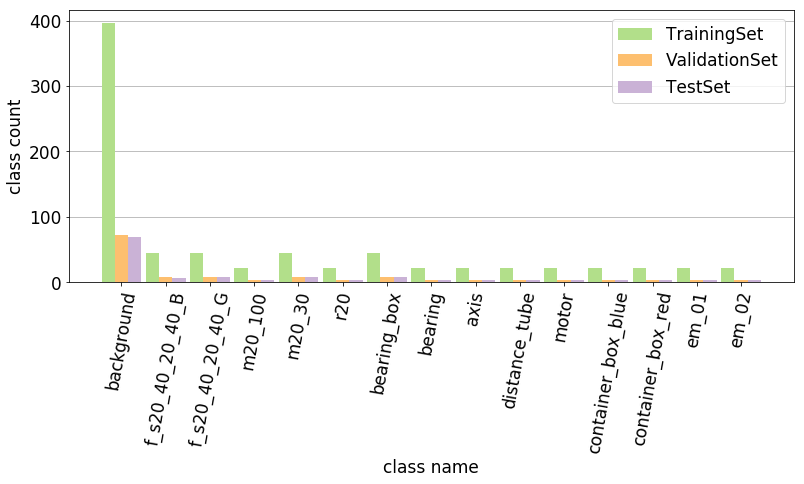 400
300
200
100
0
class count
TrainingSet
ValidationSet
TestSet
background
f_s20_40_20_40_B
f_s20_40_20_40_G
m20_100
m20_30
r20
bearing_box
bearing
axis
distance_tube
motor
container_box_blue
container_box_red
em_01
em_02
class name